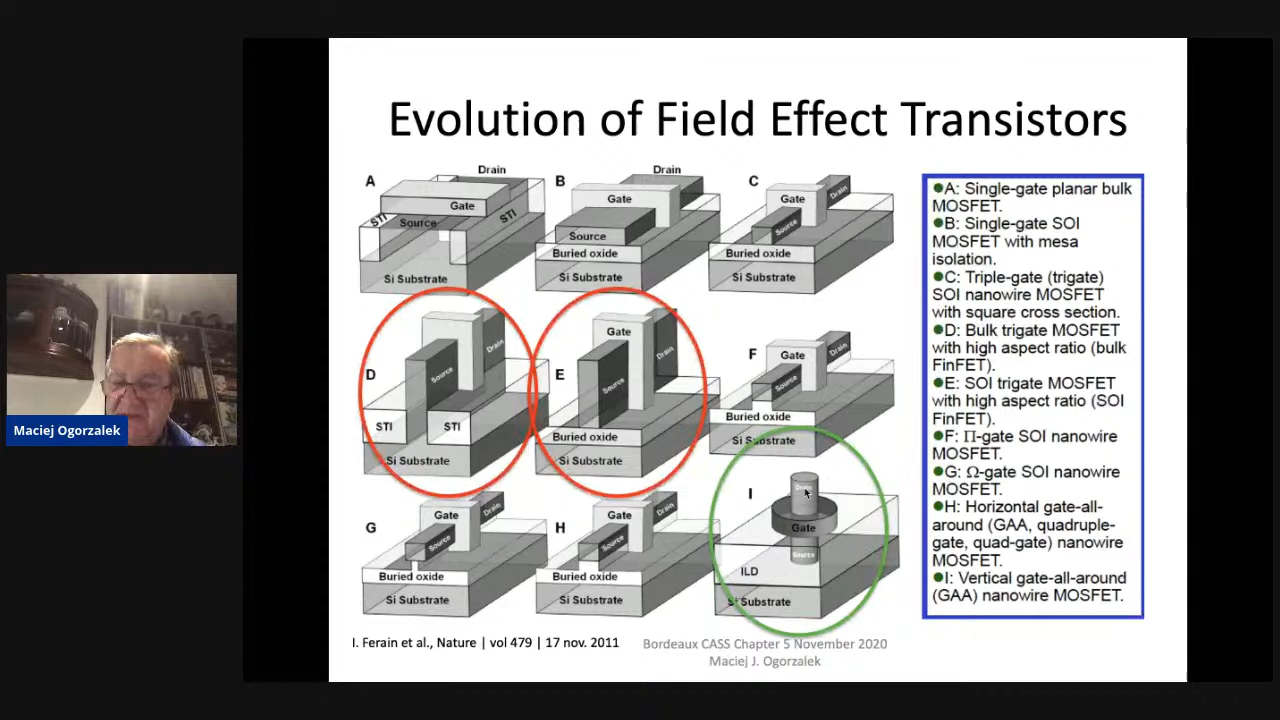 Evolution of Field Effect Transistors
A
Drain
Gate
STI
Source
STI
Si Substrate
B
Drain
Gate
Source
Buried oxide
Si Substrate
C
Gate
Drain
Source
Buried oxide
Si Substrate
D
Gate
Drain
Source
STI
STI
Si Substrate
E
Gate
Drain
Source
Buried oxide
Si Substrate
F
Gate
Drain
Source
Buried oxide
Si Substrate
G
Gate
Drain
Source
Buried oxide
Si Substrate
H
Gate
Drain
Source
Buried oxide
Si Substrate
I
Gate
Source
ILD
Si Substrate
●A: Single-gate planar bulk
MOSFET.
●B: Single-gate SOI
MOSFET with mesa
isolation.
●C: Triple-gate (trigate)
SOI nanowire MOSFET
with square cross section.
●D: Bulk trigate MOSFET
with high aspect ratio (bulk
FinFET).
●E: SOI trigate MOSFET
with high aspect ratio (SOI
FinFET).
●F: Π-gate SOI nanowire
MOSFET.
●G: Ω-gate SOI nanowire
MOSFET.
●H: Horizontal gate-all-
around (GAA, quadruple-
gate, quad-gate) nanowire
MOSFET.
●I: Vertical gate-all-around
(GAA) nanowire MOSFET.
I. Ferain et al., Nature | vol 479 | 17 nov. 2011
Bordeaux CASS Chapter 5 November 2020
Maciej J. Ogorzalek
Maciej Ogorzalek